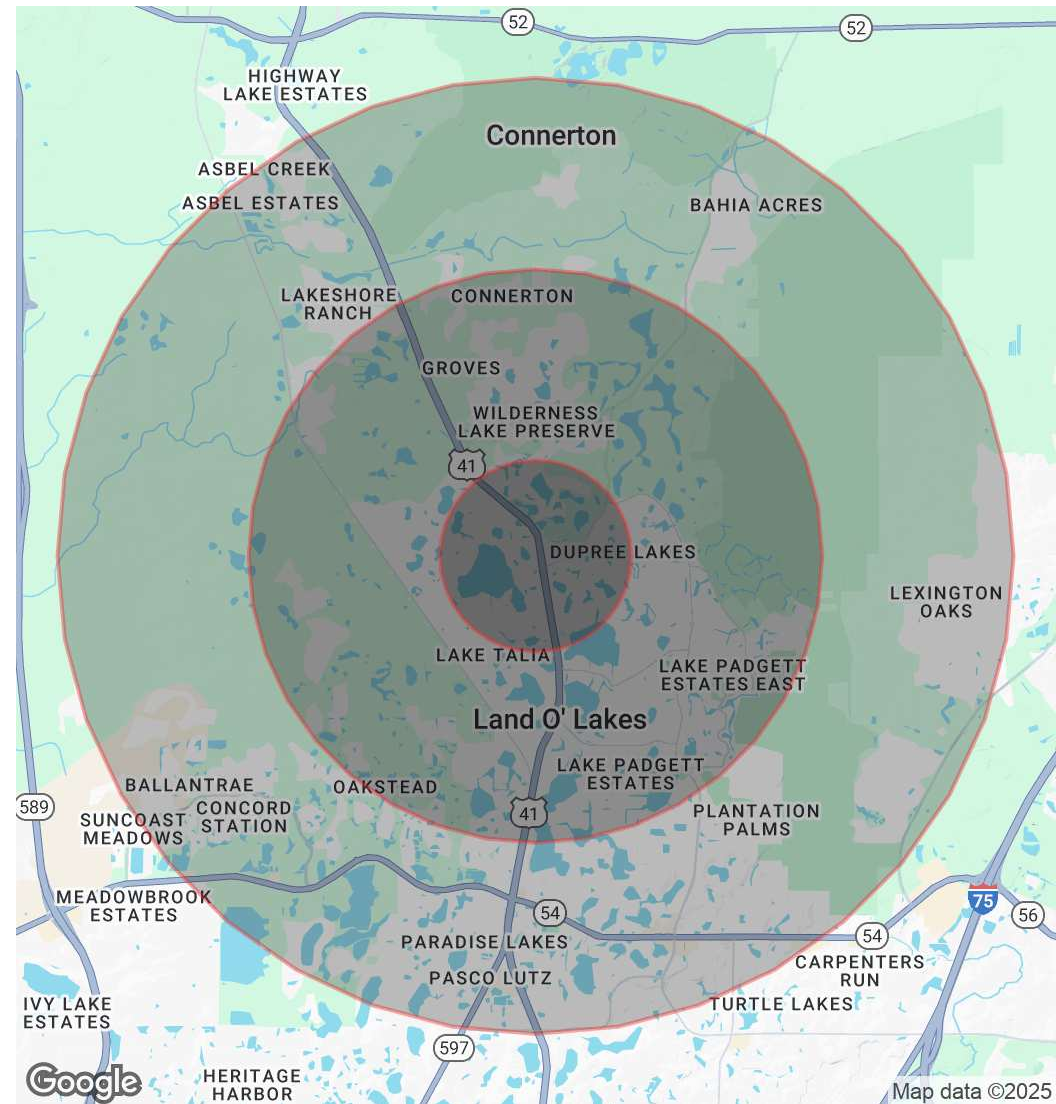 52
52
HIGHWAY
LAKE ESTATES
Connerton
ASBEL CREEK
ASBEL ESTATES
BAHIA ACRES
LAKESHORE
RANCH
CONNERTON
GROVES
WILDERNESS
LAKE PRESERVE
41
DUPREE LAKES
LEXINGTON
OAKS
LAKE TALIA
LAKE PADGETT
ESTATES EAST
Land O' Lakes
LAKE PADGETT
ESTATES
BALLANTRAE
OAKSTEAD
589
CONCORD
STATION
SUNCOAST
MEADOWS
41
PLANTATION
PALMS
MEADOWBROOK
ESTATES
75
54
56
54
PARADISE LAKES
CARPENTERS
RUN
PASCO LUTZ
IVY LAKE
ESTATES
TURTLE LAKES
597
HERITAGE
HARBOR
Google
Map data ©2025